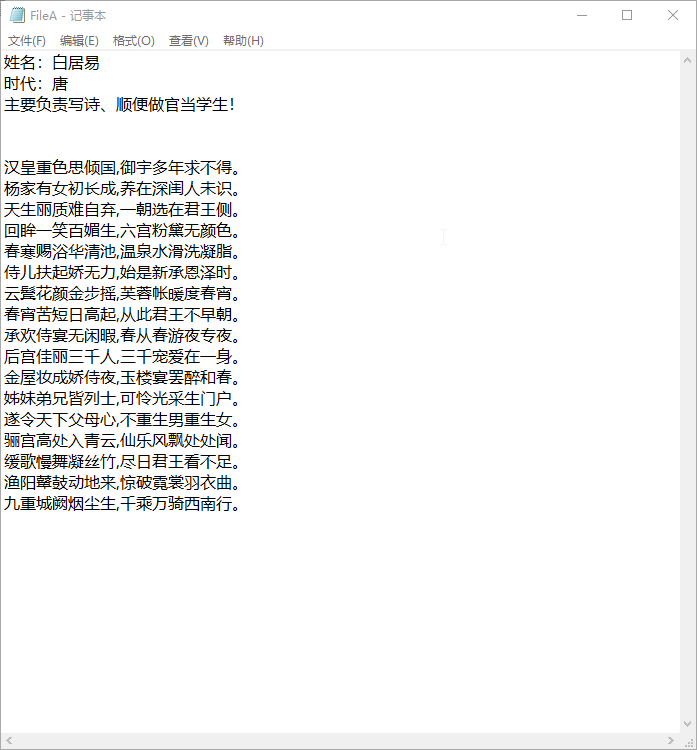 FileA - 记事本
文件(F) 编辑(E) 格式(O) 查看(V) 帮助(H)
姓名：白居易
时代：唐
主要负责写诗、顺便做官当学生！
汉皇重色思倾国,御宇多年求不得。
杨家有女初长成,养在深闺人未识。
天生丽质难自弃,一朝选在君王侧。
回眸一笑百媚生,六宫粉黛无颜色。
春寒赐浴华清池,温泉水滑洗凝脂。
侍儿扶起娇无力,始是新承恩泽时。
云鬓花颜金步摇,芙蓉帐暖度春宵。
春宵苦短日高起,从此君王不早朝。
承欢侍宴无闲暇,春从春游夜专夜。
后宫佳丽三千人,三千宠爱在一身。
金屋妆成娇侍夜,玉楼宴罢醉和春。
姊妹弟兄皆列士,可怜光采生门户。
遂令天下父母心,不重生男重生女。
骊宫高处入青云,仙乐风飘处处闻。
缓歌慢舞凝丝竹,尽日君王看不足。
渔阳鼙鼓动地来,惊破霓裳羽衣曲。
九重城阙烟尘生,千乘万骑西南行。